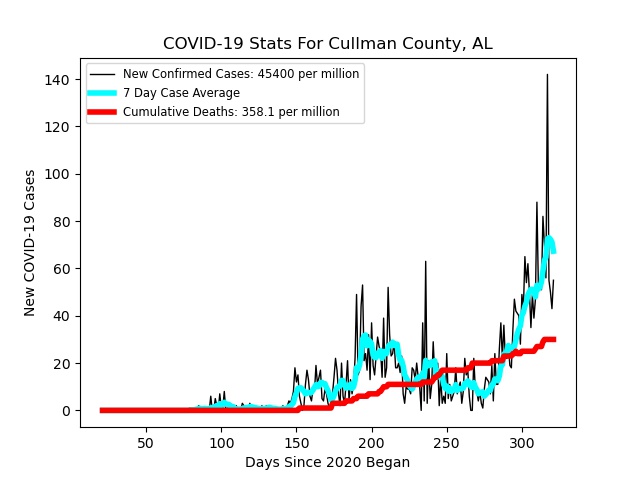 COVID-19 Stats For Cullman County, AL
New Confirmed Cases: 45400 per million
7 Day Case Average
Cumulative Deaths: 358.1 per million
New COVID-19 Cases
140
120
100
80
60
40
20
0
50 100 150 200 250 300
Days Since 2020 Began